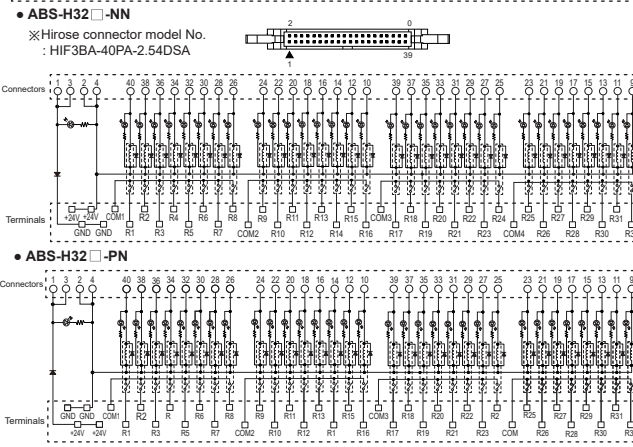 • ABS-H32□-NN
※Hirose connector model No.
: HIF3BA-40PA-2.54DSA
2 0
1 39
Connectors 1 3 2 4 40 38 36 34 32 30 28 26 24 22 20 18 16 14 12 10 39 37 35 33 31 29 27 25 23 21 19 17 15 13 11 9
Terminals +24V +24V COM1 R2 R4 R6 R8 R9 R11 R13 R15 COM3 R18 R20 R22 R24 R25 R27 R29 R31
GND GND R1 R3 R5 R7 COM2 R10 R12 R14 R16 R17 R19 R21 R23 COM4 R26 R28 R30
• ABS-H32□-PN
Connectors 1 3 2 4 40 38 36 34 32 30 28 26 24 22 20 18 16 14 12 10 39 37 35 33 31 29 27 25 23 21 19 17 15 13 11 9
Terminals GND GND COM1 R2 R R6 R8 R9 R11 R13 R15 COM3 R18 R20 R22 R2 R25 R27 R29 R31
+24V +24V R1 R3 R5 R7 COM2 R10 R12 R1 R16 R17 R19 R21 R23 COM R26 R28 R3